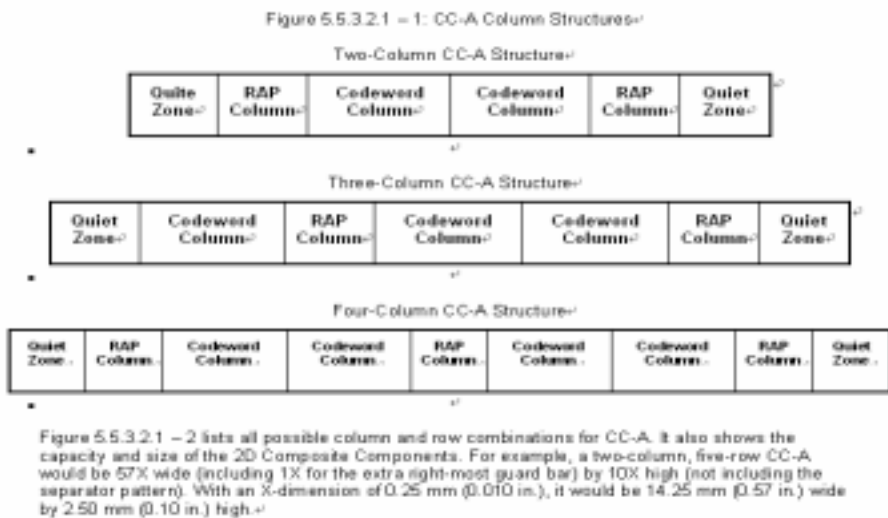 Figure 5.5.3.2.1 – 1: CC-A Column Structures
Two-Column CC-A Structure
Quite Zone RAP Column Codeword Column Codeword Column RAP Column Quiet Zone
Three-Column CC-A Structure
Quiet Zone Codeword Column RAP Column Codeword Column Codeword Column RAP Column Quiet Zone
Four-Column CC-A Structure
Quiet Zone RAP Column Codeword Column Codeword Column RAP Column Codeword Column Codeword Column RAP Column Quiet Zone
Figure 5.5.3.2.1 – 2 lists all possible column and row combinations for CC-A. It also shows the
capacity and size of the 2D Composite Components. For example, a two-column, five-row CC-A
would be 57X wide (including 1X for the extra right-most guard bar) by 10X high (not including the
separator pattern). With an X-dimension of 0.25 mm (0.010 in.), it would be 14.25 mm (0.57 in.) wide
by 2.50 mm (0.10 in.) high.